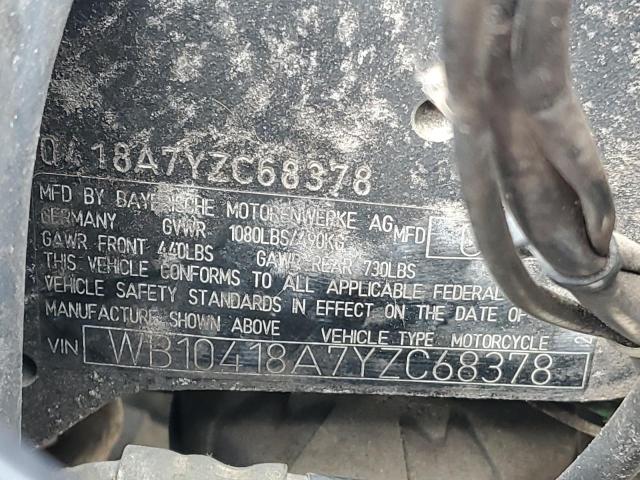 0418A7YZC68378
MFD BY BAYERISCHE MOTORENWERKE AG
GERMANY GVWR 1080LBS/490KG MFD
GAWR FRONT 440LBS GAWR REAR 730LBS
THIS VEHICLE CONFORMS TO ALL APPLICABLE FEDERAL
VEHICLE SAFETY STANDARDS IN EFFECT ON THE DATE OF
MANUFACTURE SHOWN ABOVE VEHICLE TYPE MOTORCYCLE
VIN WB10418A7YZC68378